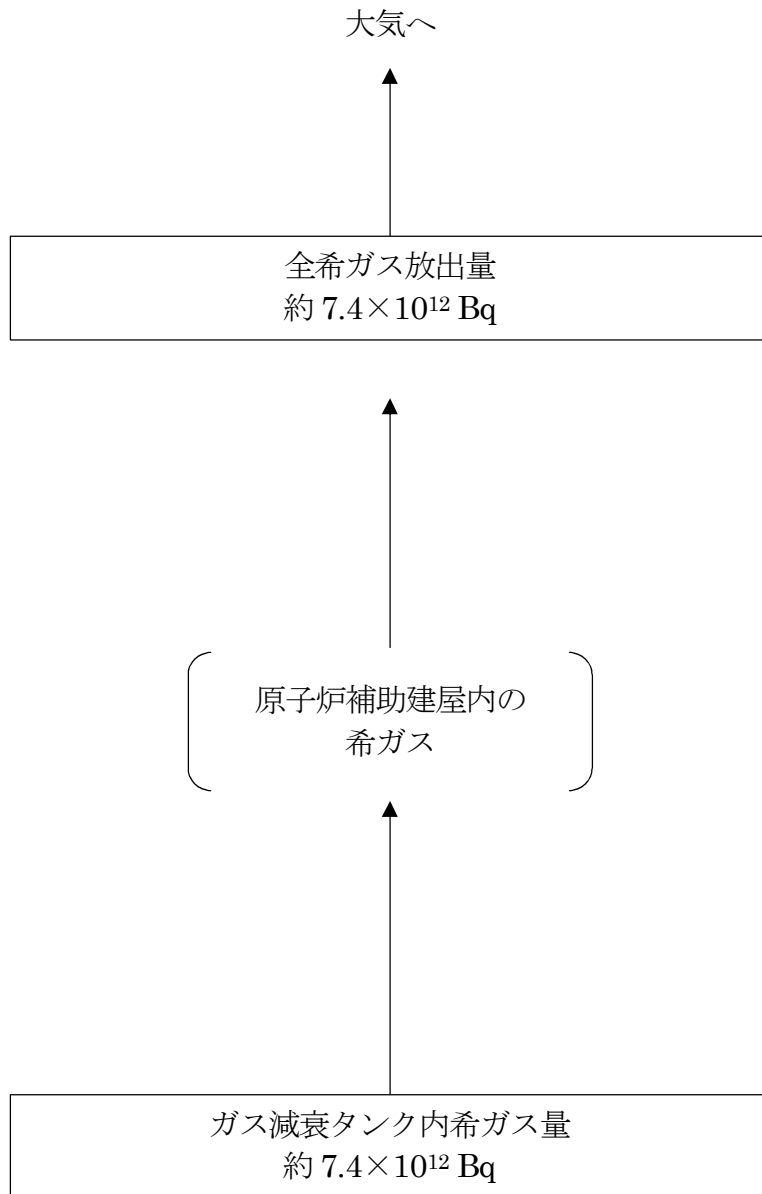 大気へ
全希ガス放出量
約 7.4×10¹² Bq
原子炉補助建屋内の
希ガス
ガス減衰タンク内希ガス量
約 7.4×10¹² Bq